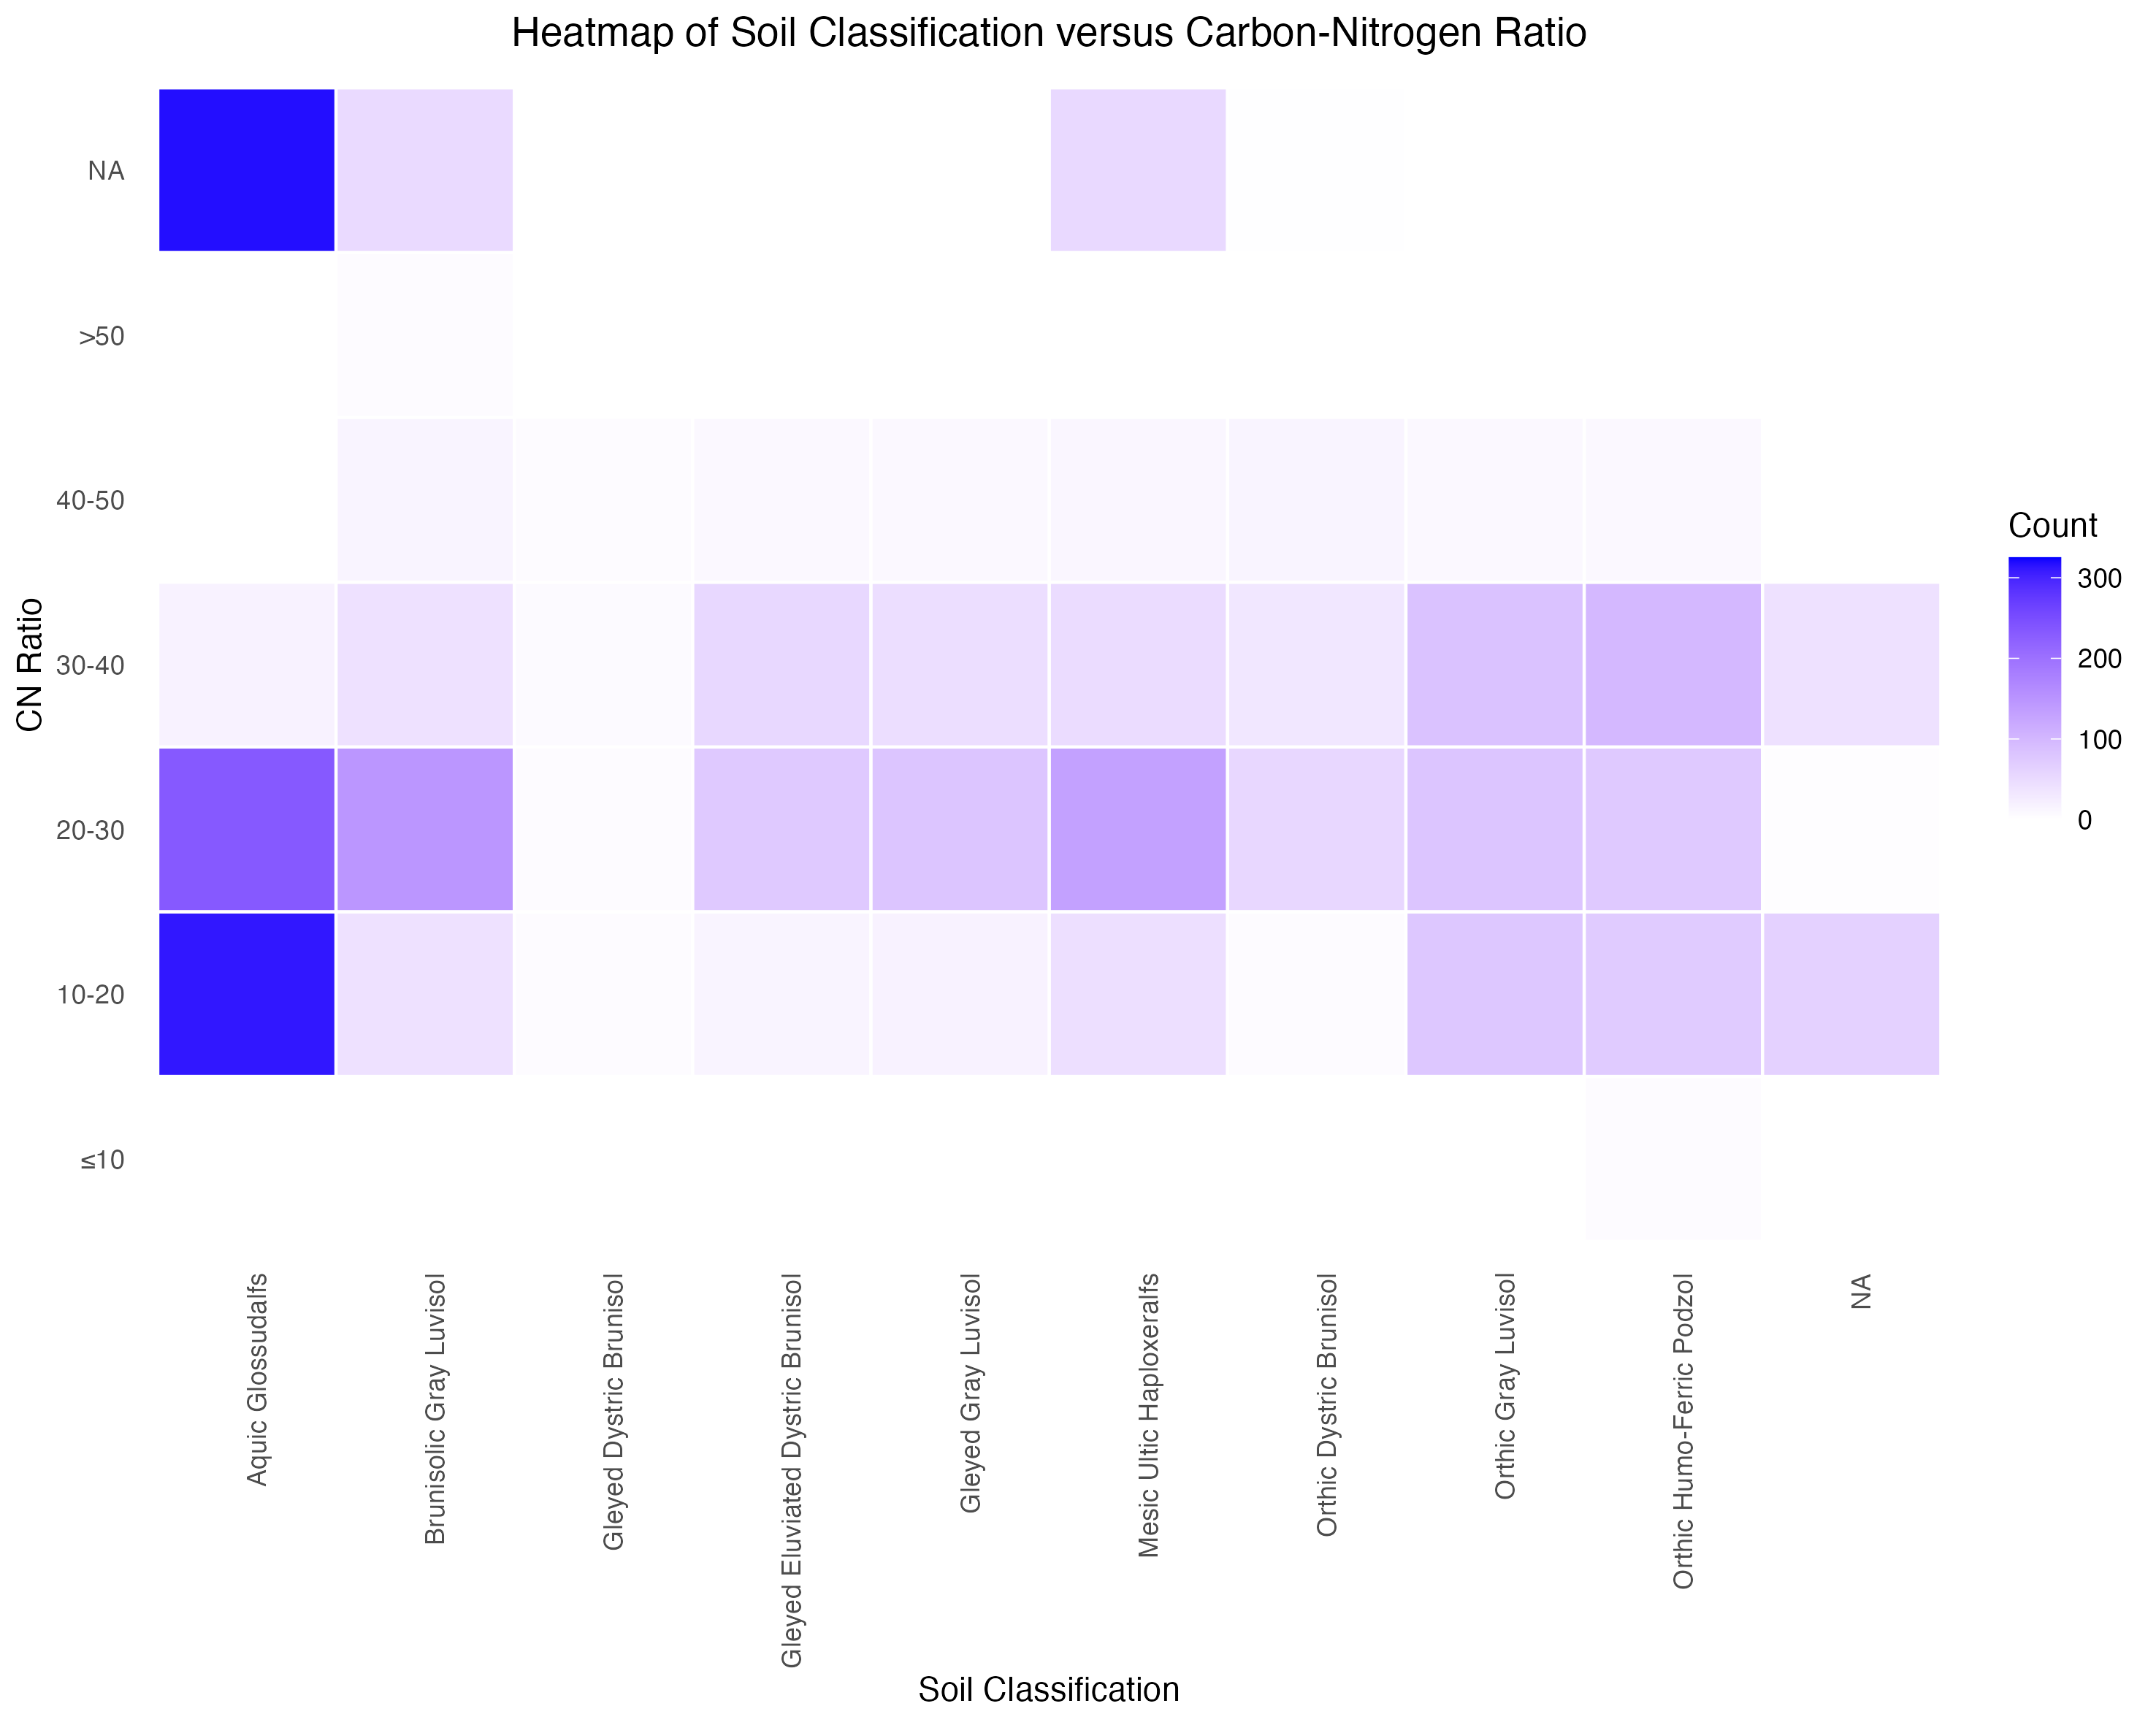 Heatmap of Soil Classification versus Carbon-Nitrogen Ratio
CN Ratio
NA
>50
40-50
30-40
20-30
10-20
≤10
Aquic Glossudalfs
Brunisolic Gray Luvisol
Gleyed Dystric Brunisol
Gleyed Eluviated Dystric Brunisol
Gleyed Gray Luvisol
Mesic Ultic Haploxeralfs
Orthic Dystric Brunisol
Orthic Gray Luvisol
Orthic Humo-Ferric Podzol
NA
Soil Classification
Count
300
200
100
0